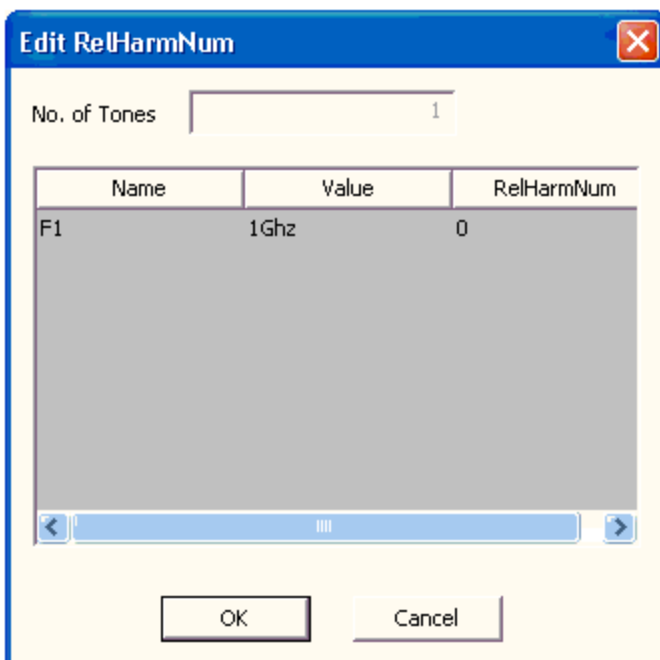 Edit RelHarmNum
No. of Tones 1
Name Value RelHarmNum
F1 1Ghz 0
OK Cancel